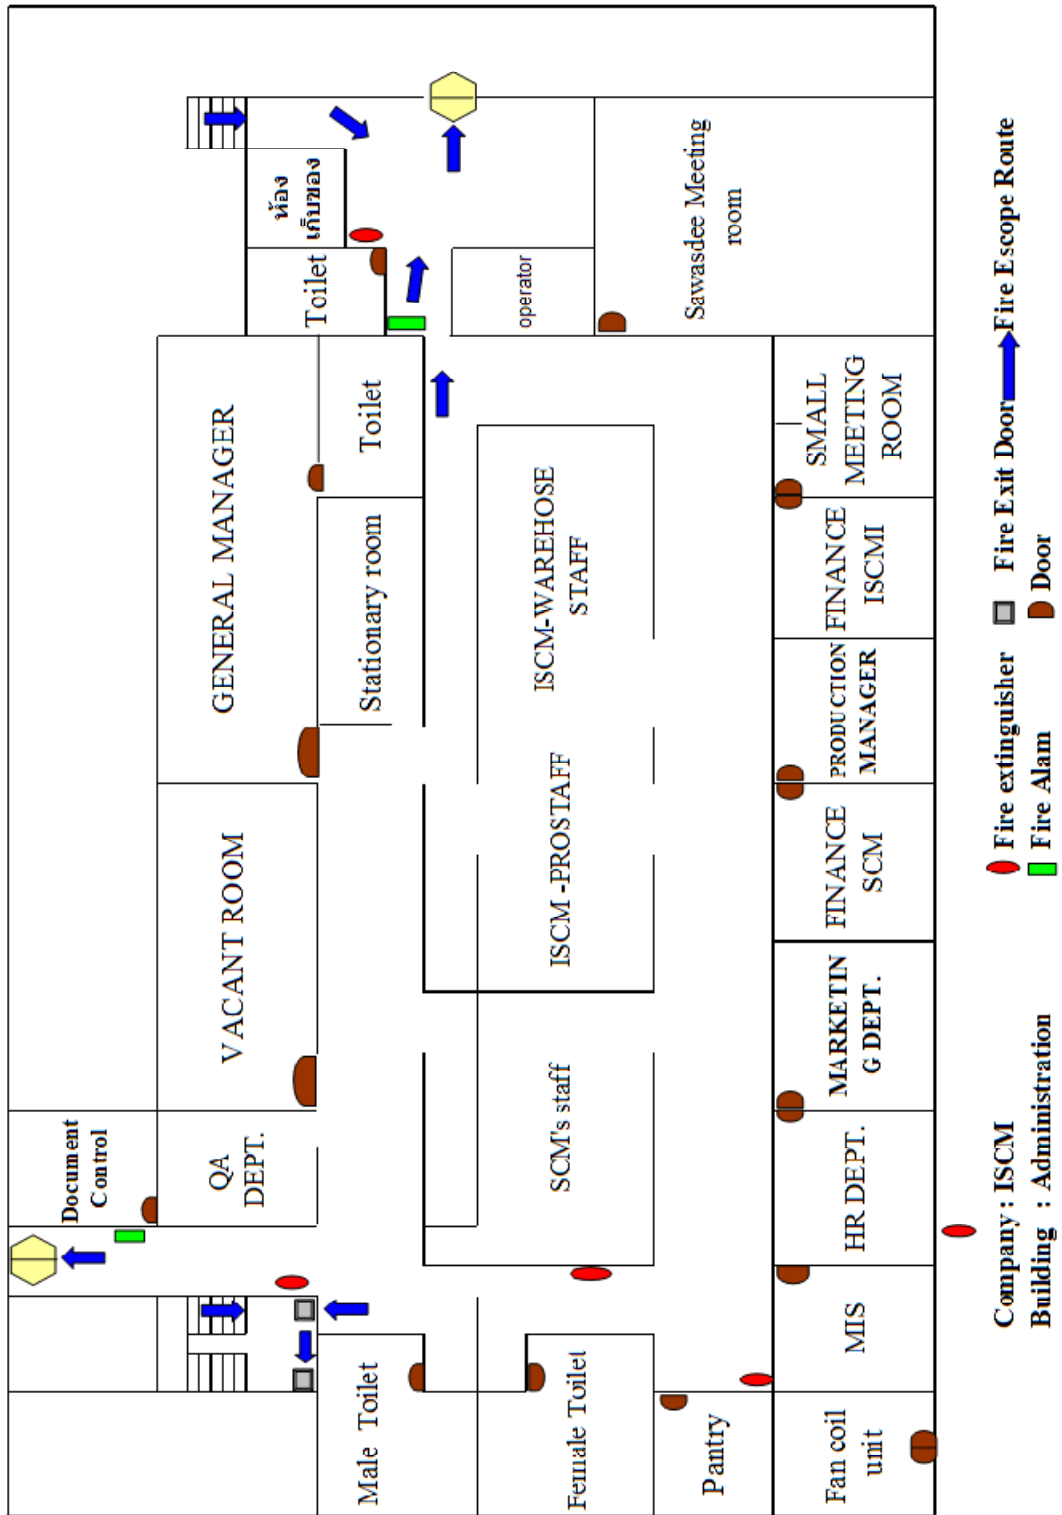 Document
Control
QA
DEPT.
VACANT ROOM
GENERAL MANAGER
Toilet
ห้อง
เก็บของ
Stationary room
Toilet
operator
Sawasdee Meeting
room
Male Toilet
Female Toilet
Pantry
SCM's staff
ISCM -PROSTAFF
ISCM-WAREHOSE
STAFF
Fan coil
unit
MIS
HR DEPT.
MARKETIN
G DEPT.
FINANCE
SCM
PRODUCTION
MANAGER
FINANCE
ISCMI
SMALL
MEETING
ROOM
Company : ISCM
Building : Administration
Fire extinguisher
Fire Alam
Fire Exit Door
Door
Fire Escope Route